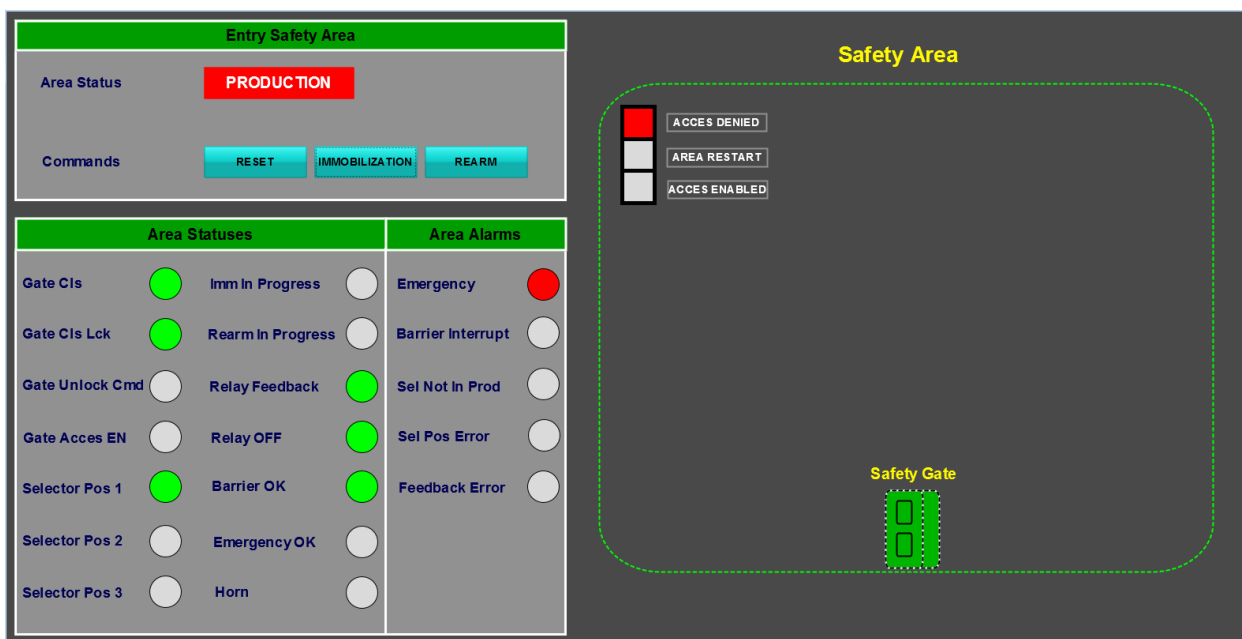 Entry Safety Area
Area Status
PRODUCTION
Commands
RESET
IMMOBILIZATION
REARM
Area Statuses
Area Alarms
Gate Cls
Imm In Progress
Emergency
Gate Cls Lck
Rearm In Progress
Barrier Interrupt
Gate Unlock Cmd
Relay Feedback
Sel Not In Prod
Gate Acces EN
Relay OFF
Sel Pos Error
Selector Pos 1
Barrier OK
Feedback Error
Selector Pos 2
Emergency OK
Selector Pos 3
Horn
Safety Area
ACCES DENIED
AREA RESTART
ACCES ENABLED
Safety Gate